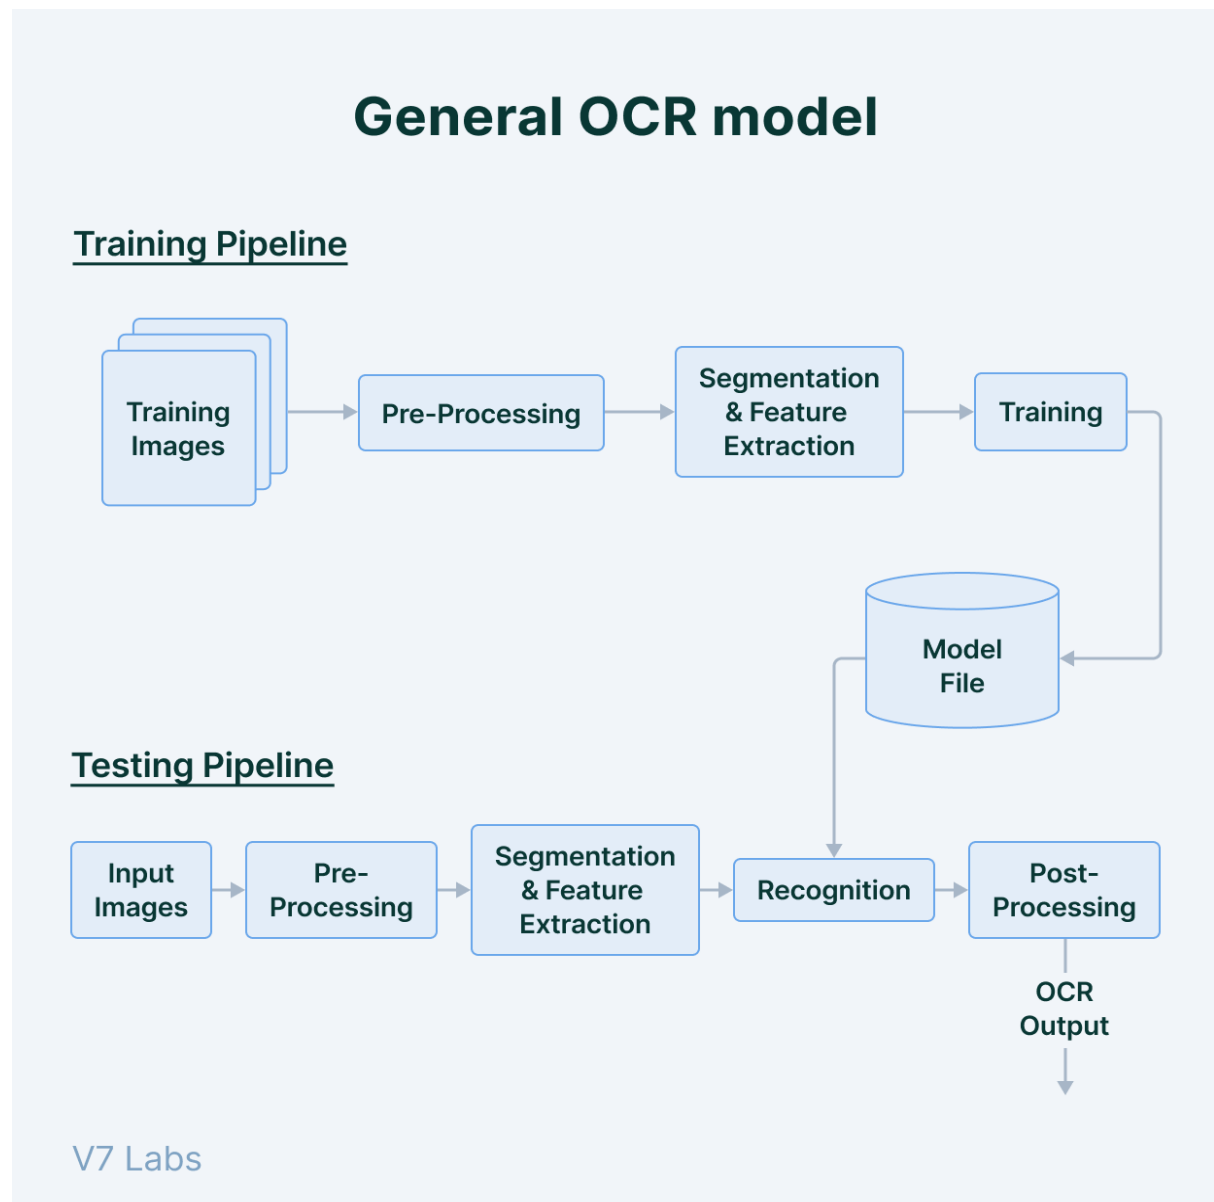 General OCR model
Training Pipeline
Training
Images
Pre-Processing
Segmentation
& Feature
Extraction
Training
Model
File
Testing Pipeline
Input
Images
Pre-
Processing
Segmentation
& Feature
Extraction
Recognition
Post-
Processing
OCR
Output
V7 Labs